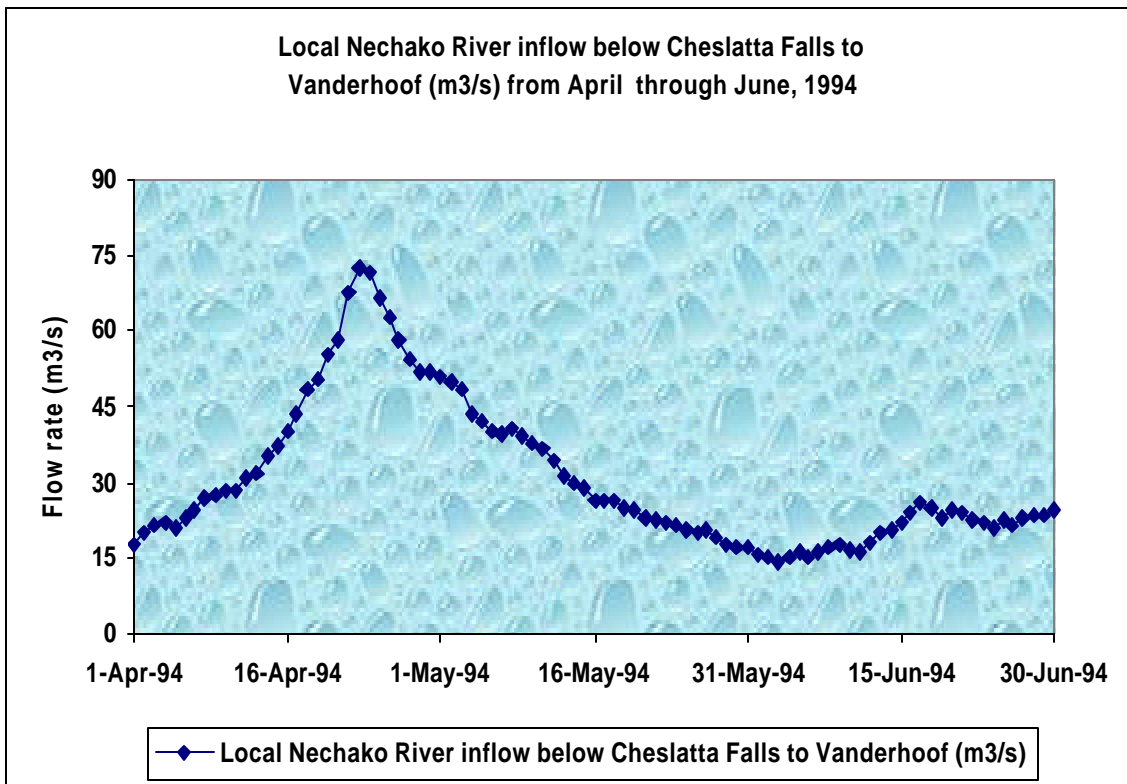 Local Nechako River inflow below Cheslatta Falls to
Vanderhoof (m3/s) from April through June, 1994
90
75
60
45
30
15
0
Flow rate (m3/s)
1-Apr-94 16-Apr-94 1-May-94 16-May-94 31-May-94 15-Jun-94 30-Jun-94
Local Nechako River inflow below Cheslatta Falls to Vanderhoof (m3/s)